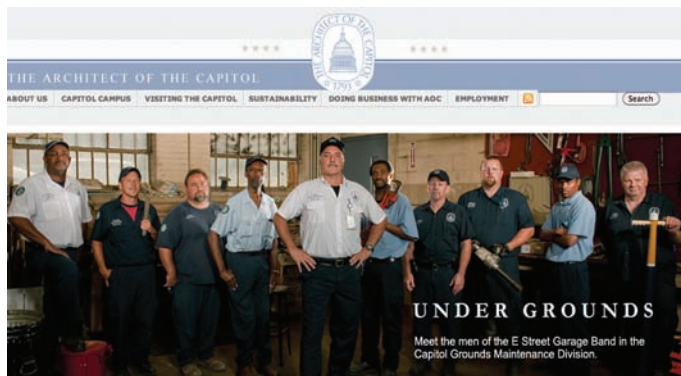 THE ARCHITECT OF THE CAPITOL
1793
THE ARCHITECT OF THE CAPITOL
ABOUT US CAPITOL CAMPUS VISITING THE CAPITOL SUSTAINABILITY DOING BUSINESS WITH AOC EMPLOYMENT Search
UNDER GROUNDS
Meet the men of the E Street Garage Band in the
Capitol Grounds Maintenance Division.